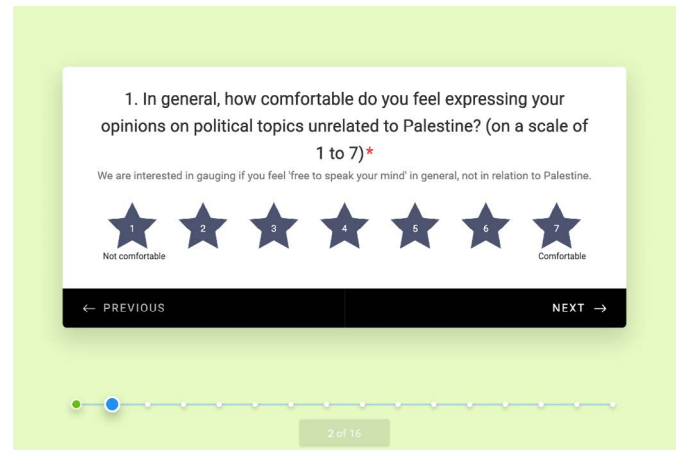 1. In general, how comfortable do you feel expressing your
opinions on political topics unrelated to Palestine? (on a scale of
1 to 7)*
We are interested in gauging if you feel 'free to speak your mind' in general, not in relation to Palestine.
1 2 3 4 5 6 7
Not comfortable Comfortable
← PREVIOUS NEXT →
2 of 16